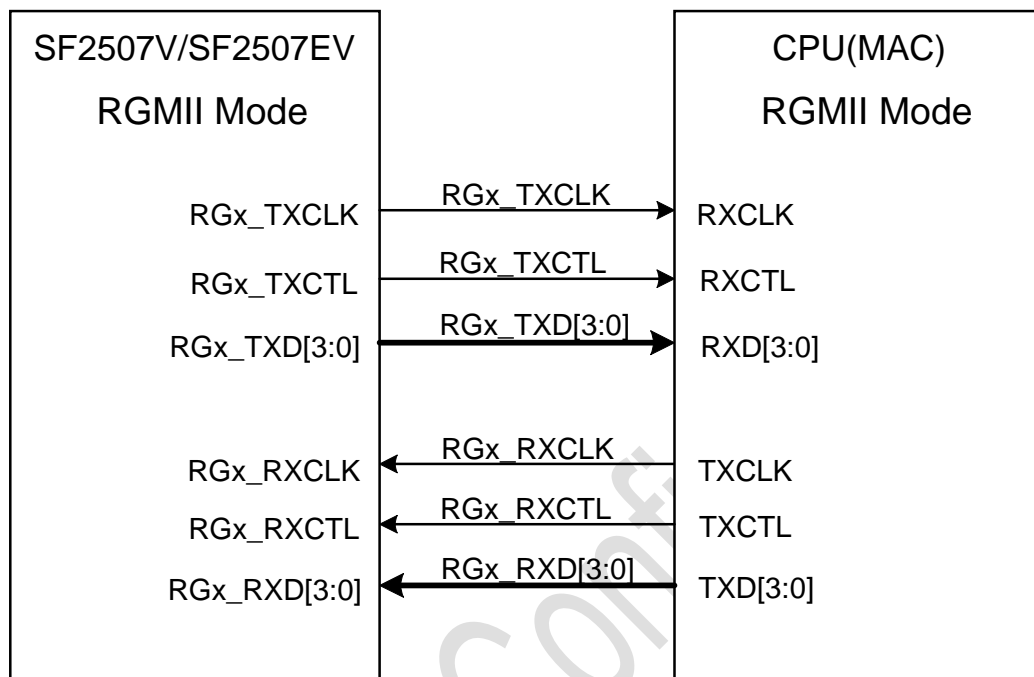 SF2507V/SF2507EV
RGMII Mode
CPU(MAC)
RGMII Mode
RGx_TXCLK
RGx_TXCLK
RXCLK
RGx_TXCTL
RGx_TXCTL
RXCTL
RGx_TXD[3:0]
RGx_TXD[3:0]
RXD[3:0]
RGx_RXCLK
RGx_RXCLK
TXCLK
RGx_RXCTL
RGx_RXCTL
TXCTL
RGx_RXD[3:0]
RGx_RXD[3:0]
TXD[3:0]
Confi